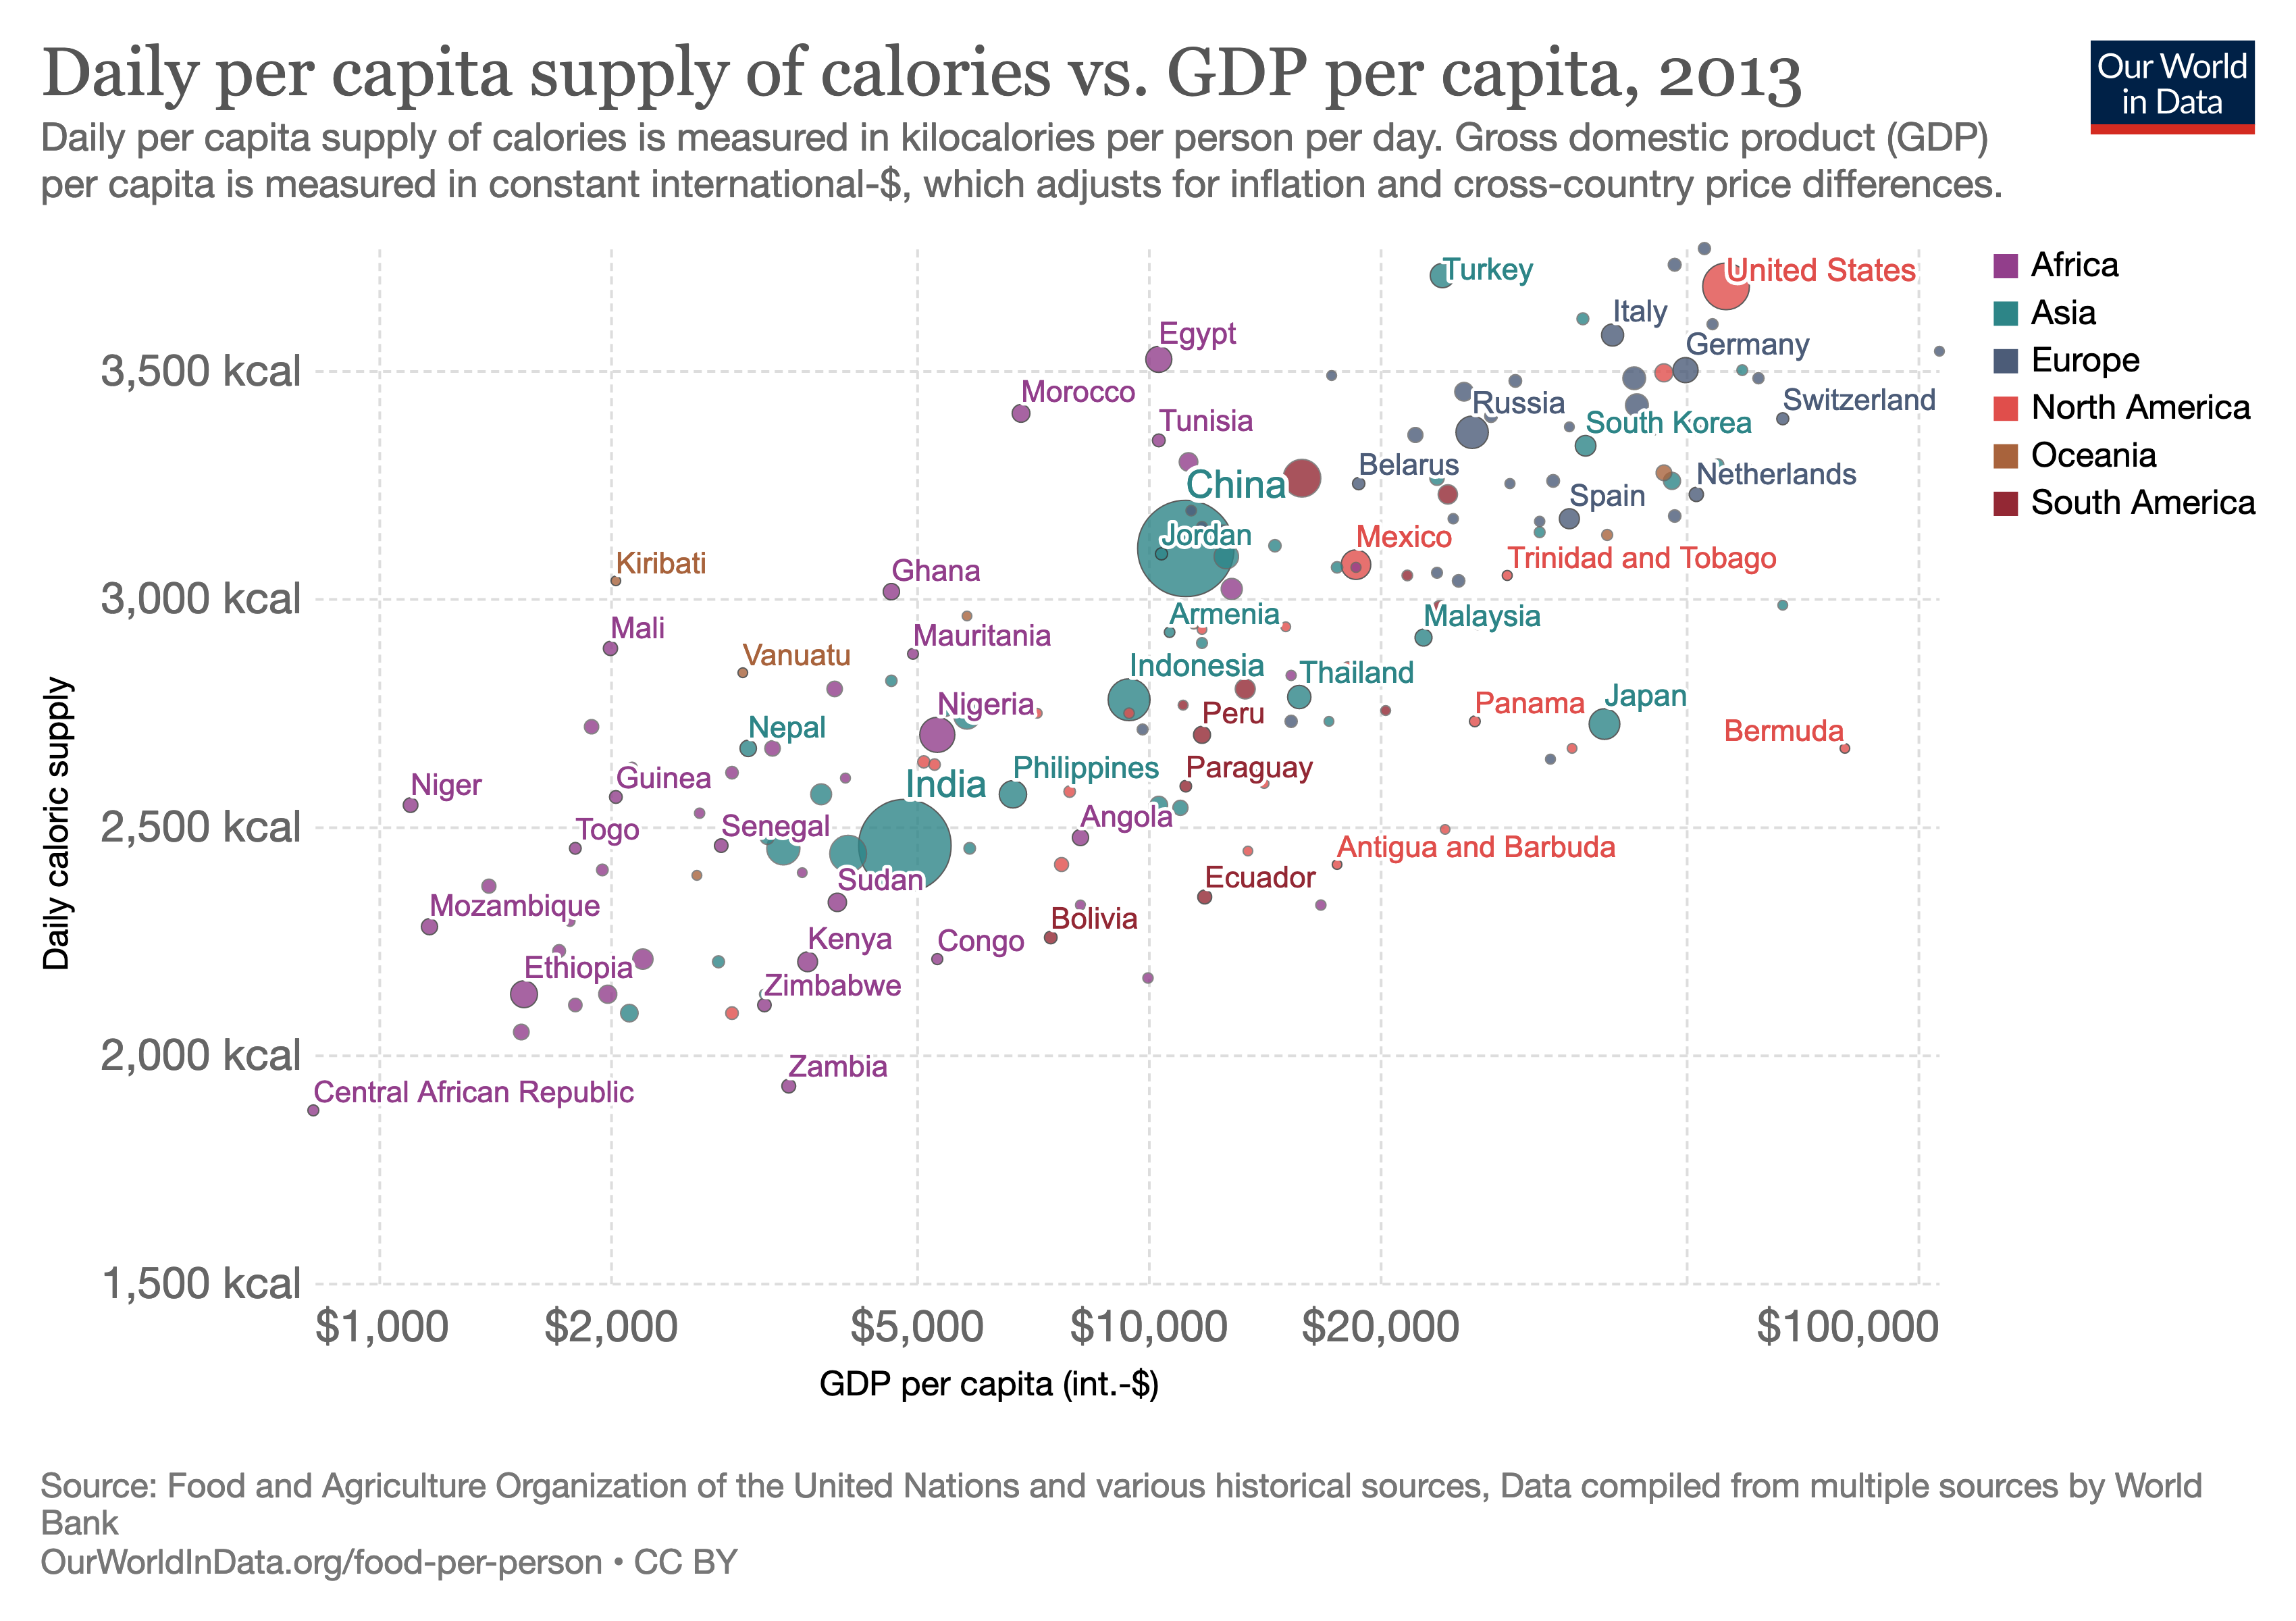 Daily per capita supply of calories vs. GDP per capita, 2013
Our World
in Data
Daily per capita supply of calories is measured in kilocalories per person per day. Gross domestic product (GDP)
per capita is measured in constant international-$, which adjusts for inflation and cross-country price differences.
Africa
Asia
Europe
North America
Oceania
South America
Turkey
United States
Italy
Egypt
Germany
3,500 kcal
Morocco
Switzerland
Russia
Tunisia
South Korea
Belarus
Netherlands
China
Spain
Jordan
Mexico
Trinidad and Tobago
Kiribati
Ghana
3,000 kcal
Armenia
Malaysia
Mali
Mauritania
Vanuatu
Indonesia
Thailand
Japan
Nigeria
Panama
Peru
Nepal
Bermuda
Philippines
Paraguay
Guinea
Niger
India
2,500 kcal
Angola
Senegal
Togo
Antigua and Barbuda
Sudan
Ecuador
Mozambique
Bolivia
Kenya
Congo
Ethiopia
Zimbabwe
2,000 kcal
Zambia
Central African Republic
Daily caloric supply
1,500 kcal
$1,000
$2,000
$5,000
$10,000
$20,000
$100,000
GDP per capita (int.-$)
Source: Food and Agriculture Organization of the United Nations and various historical sources, Data compiled from multiple sources by World
Bank
OurWorldInData.org/food-per-person • CC BY